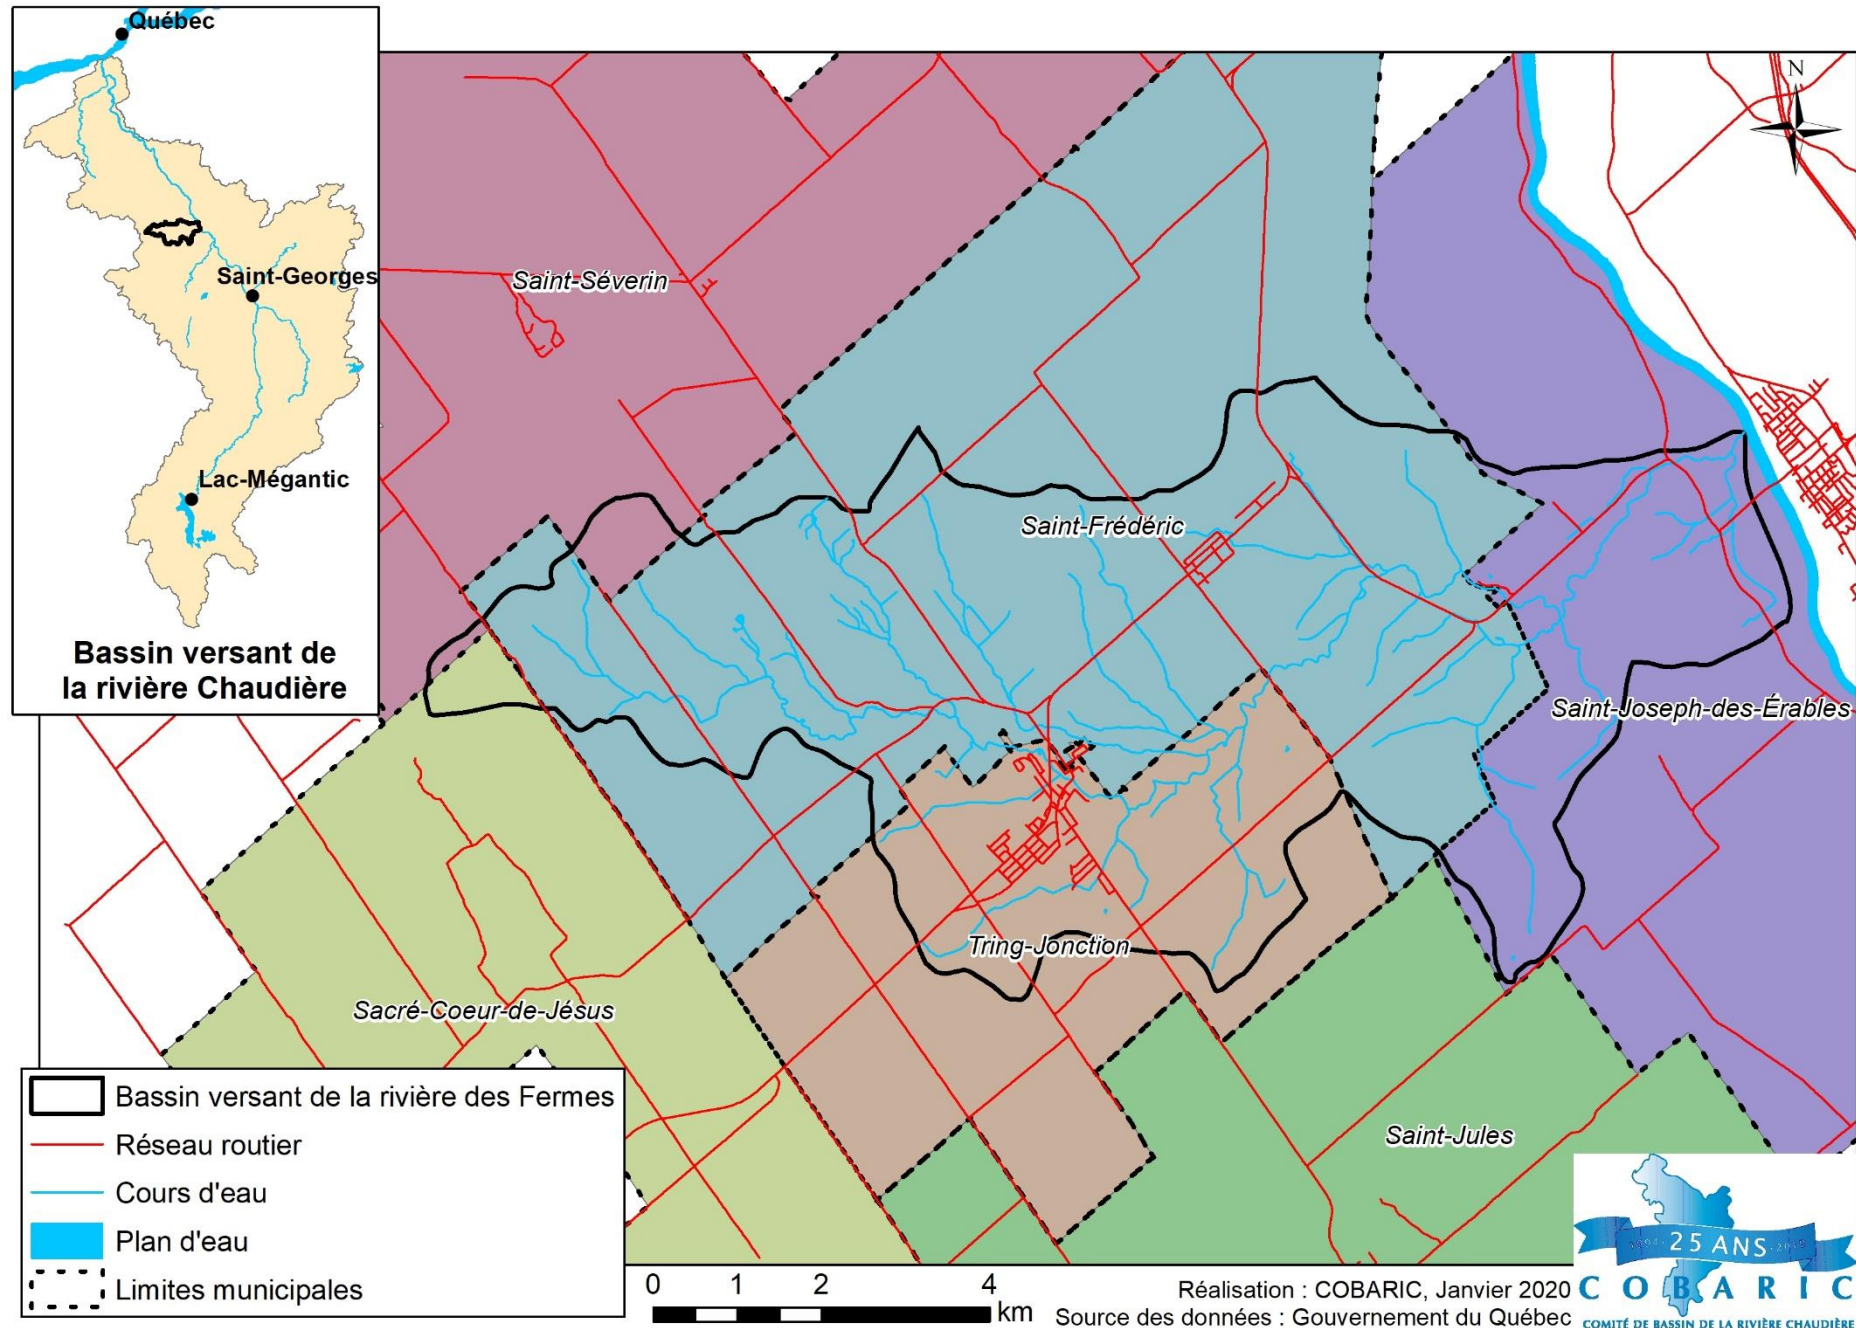 Québec
Saint-Georges
Lac-Mégantic
Bassin versant de
la rivière Chaudière
N
Saint-Séverin
Saint-Frédéric
Saint-Joseph-des-Érables
Tring-Jonction
Sacré-Coeur-de-Jésus
Saint-Jules
Bassin versant de la rivière des Fermes
Réseau routier
Cours d'eau
Plan d'eau
Limites municipales
0 1 2 4
km
Réalisation : COBARIC, Janvier 2020
Source des données : Gouvernement du Québec
25 ANS
COBARIC
COMITÉ DE BASSIN DE LA RIVIÈRE CHAUDIÈRE